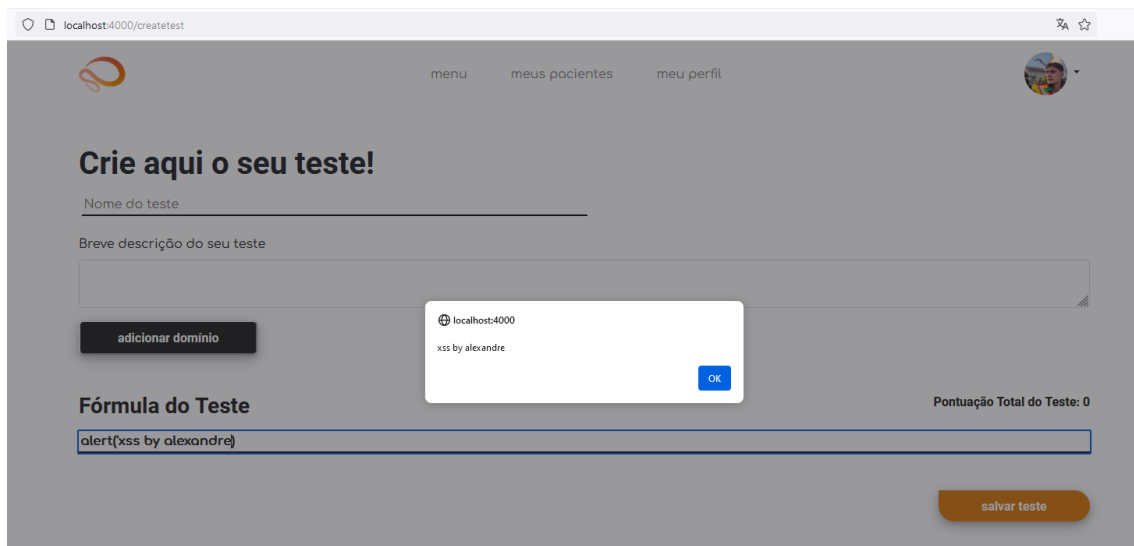 localhost:4000/createtest
menu meus pacientes meu perfil
Crie aqui o seu teste!
Nome do teste
Breve descrição do seu teste
adicionar domínio
localhost:4000
xss by alexandre
OK
Fórmula do Teste
Pontuação Total do Teste: 0
alert('xss by alexandre')
salvar teste